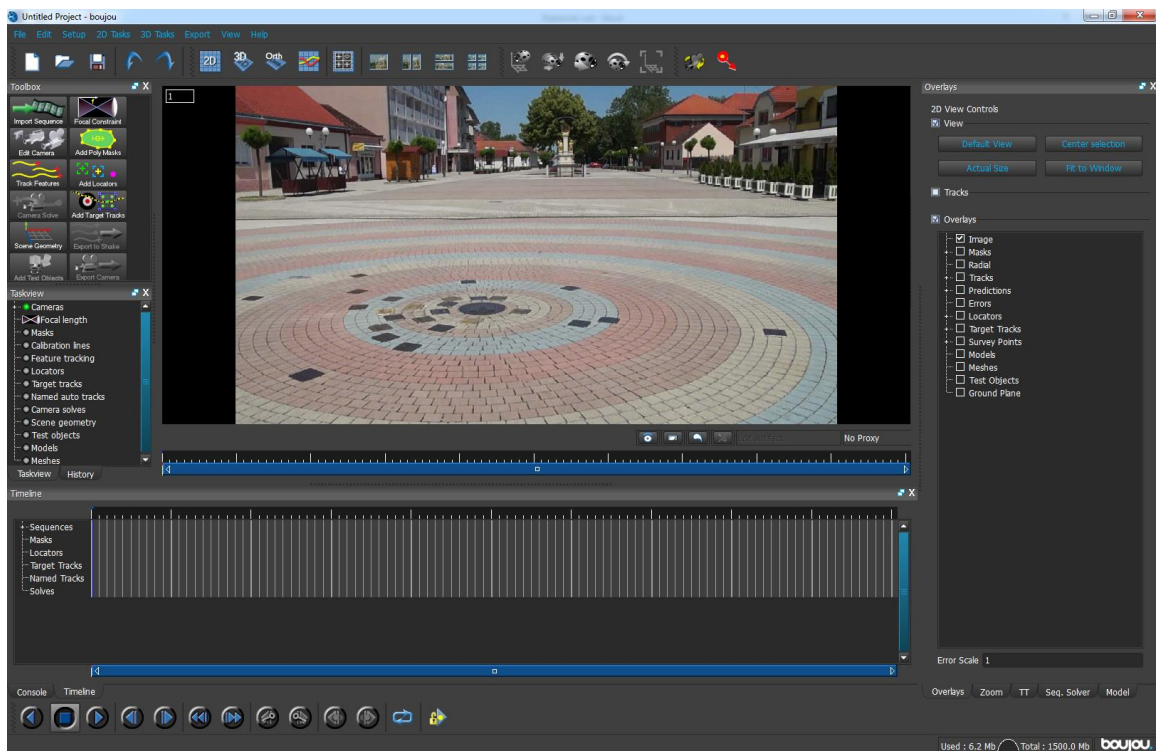 Untitled Project - boujou
File Edit Setup 2D Tasks 3D Tasks Export View Help
2D 3D Orth
Toolbox
Import Sequence Focal Constraint
Edit Camera Add Poly Masks
Track Features Add Locators
Camera Solve Add Target Tracks
Scene Geometry Export to Shake
Add Test Objects Export Camera
Taskview
Cameras
Focal length
Masks
Calibration lines
Feature tracking
Locators
Target tracks
Named auto tracks
Camera solves
Scene geometry
Test objects
Models
Meshes
Taskview History
1
No Proxy
Timeline
Sequences
Masks
Locators
Target Tracks
Named Tracks
Solves
Console Timeline
Overlays
2D View Controls
View
Default View Center selection
Actual Size Fit to Window
Tracks
Overlays
Image
Masks
Radial
Tracks
Predictions
Errors
Locators
Target Tracks
Survey Points
Models
Meshes
Test Objects
Ground Plane
Error Scale 1
Overlays Zoom TT Seq. Solver Model
Used : 6.2 Mb Total : 1500.0 Mb boujou